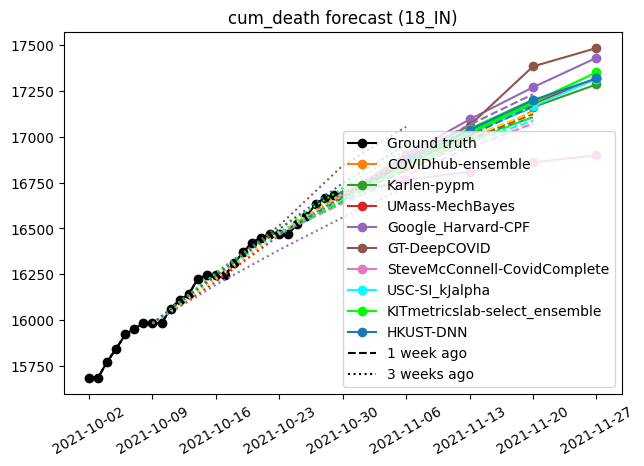 cum_death forecast (18_IN)
17500
17250
17000
16750
16500
16250
16000
15750
Ground truth
COVIDhub-ensemble
Karlen-pypm
UMass-MechBayes
Google_Harvard-CPF
GT-DeepCOVID
SteveMcConnell-CovidComplete
USC-SI_kJalpha
KITmetricslab-select_ensemble
HKUST-DNN
1 week ago
3 weeks ago
2021-10-02
2021-10-09
2021-10-16
2021-10-23
2021-10-30
2021-11-06
2021-11-13
2021-11-20
2021-11-27